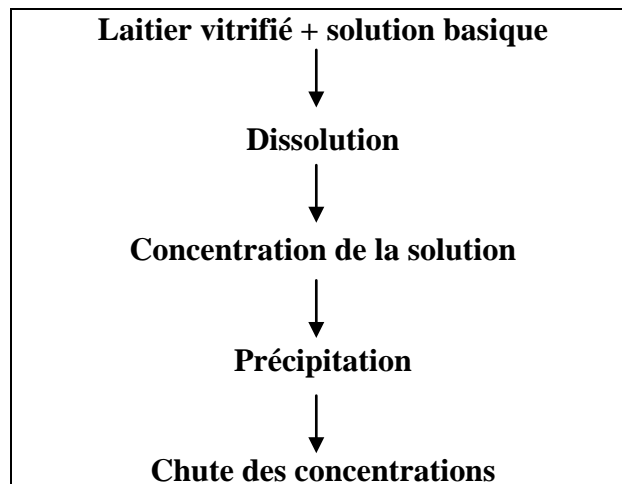 Laitier vitrifié + solution basique
Dissolution
Concentration de la solution
Précipitation
Chute des concentrations